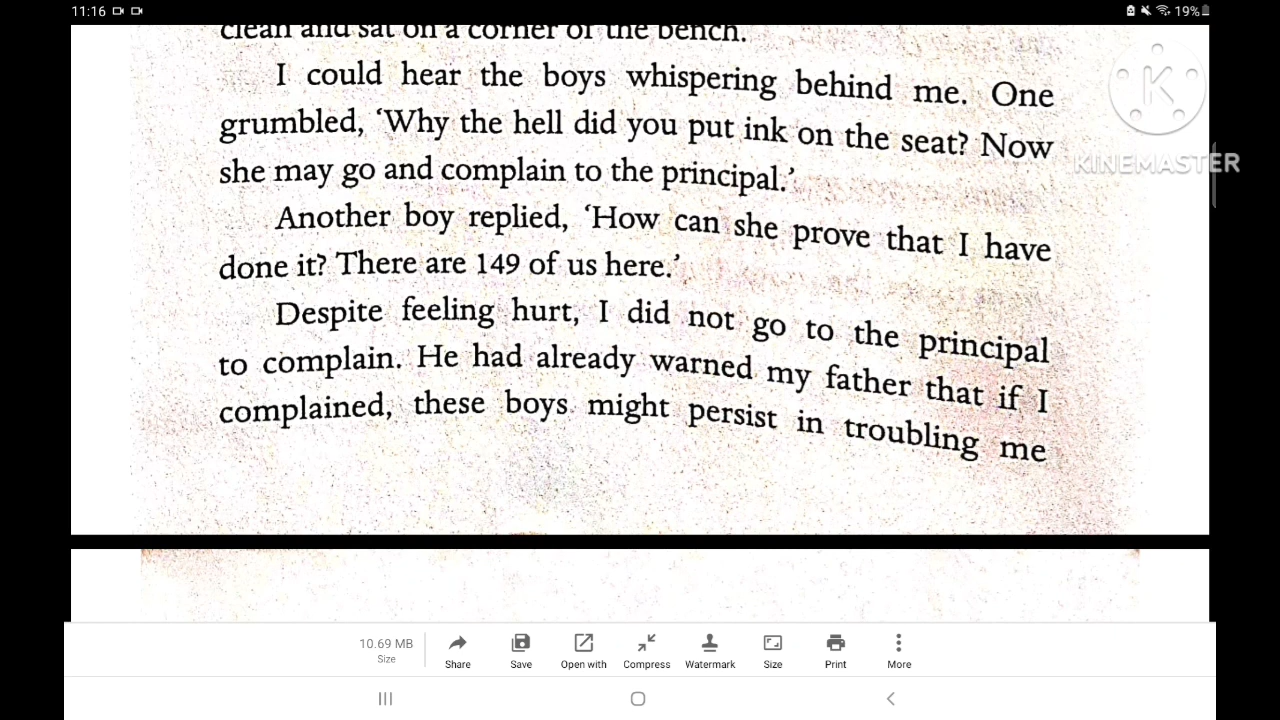 11:16
19%
clean and sat on a corner of the bench.
I could hear the boys whispering behind me. One
grumbled, ‘Why the hell did you put ink on the seat? Now
she may go and complain to the principal.’
Another boy replied, ‘How can she prove that I have
done it? There are 149 of us here.’
Despite feeling hurt, I did not go to the principal
to complain. He had already warned my father that if I
complained, these boys might persist in troubling me
K
KINEMASTER
10.69 MB
Size
Share Save Open with Compress Watermark Size Print More